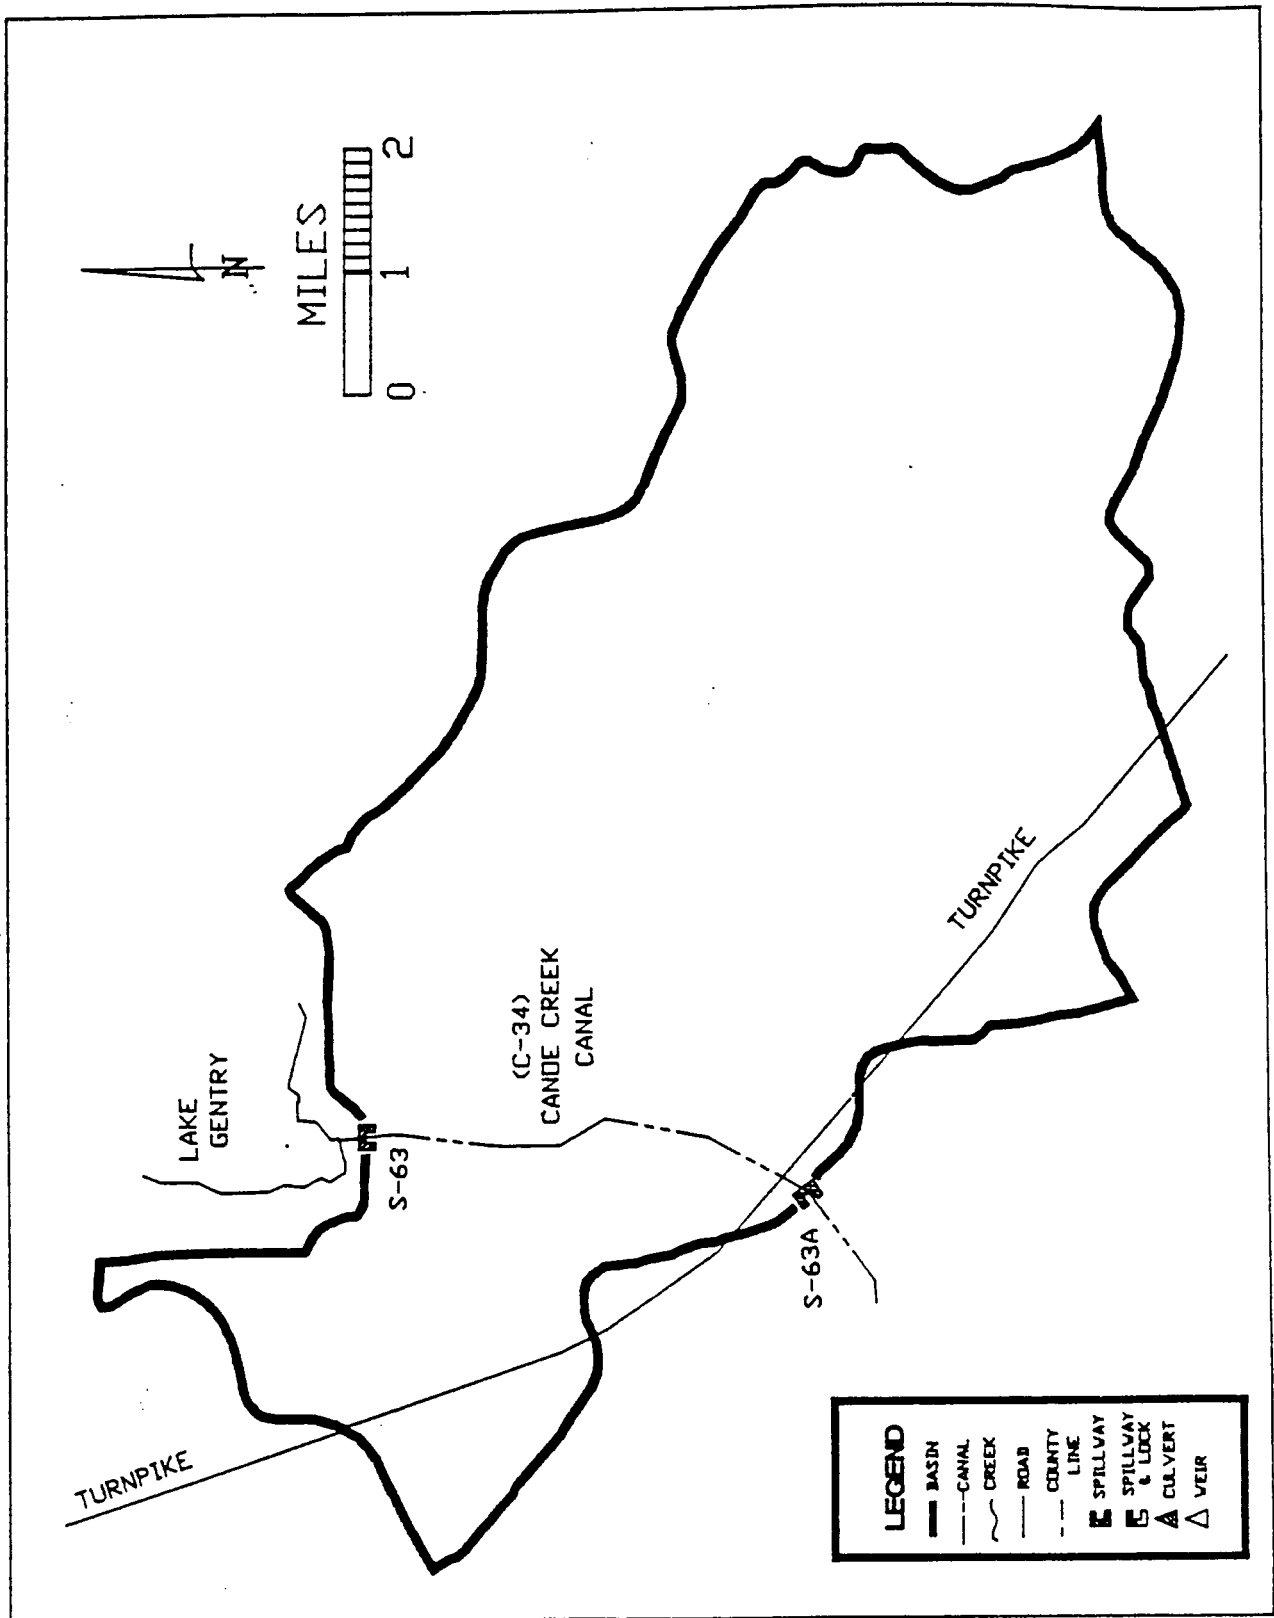 TURNPIKE
LAKE
GENTRY
S-63
(C-34)
CANOE CREEK
CANAL
S-63A
TURNPIKE
N
MILES
0 1 2
LEGEND
BASIN
CANAL
CREEK
ROAD
COUNTY
LINE
SPILLWAY
SPILLWAY
& LOCK
CULVERT
WEIR